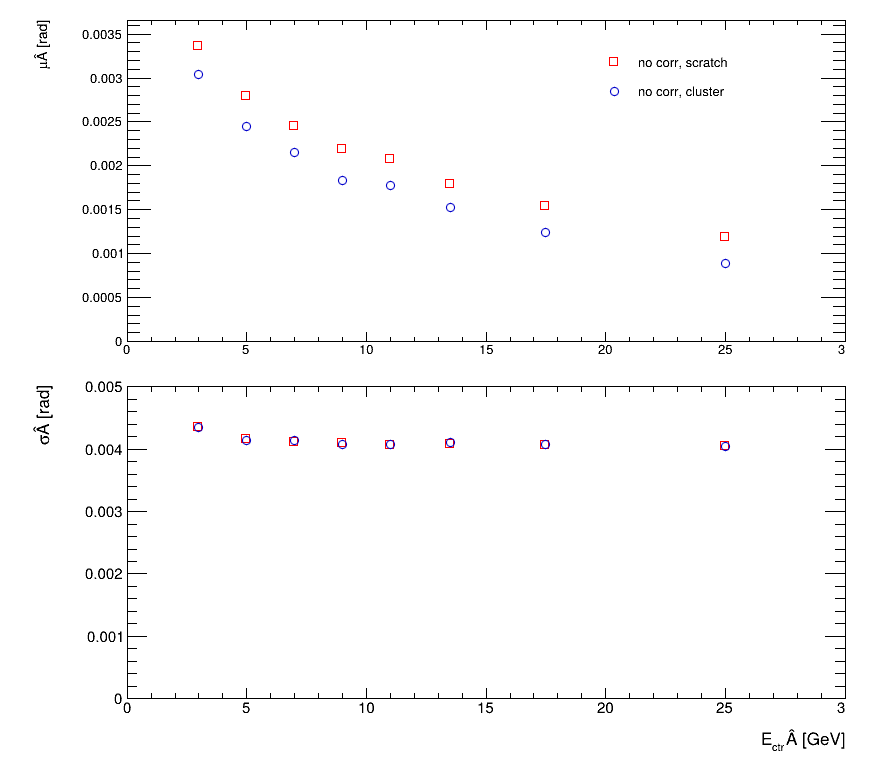 μÂ [rad]
0.0035
0.003
0.0025
0.002
0.0015
0.001
0.0005
0
no corr, scratch
no corr, cluster
0 5 10 15 20 25 3
σÂ [rad]
0.005
0.004
0.003
0.002
0.001
0
0 5 10 15 20 25 3
E_ctr Â [GeV]